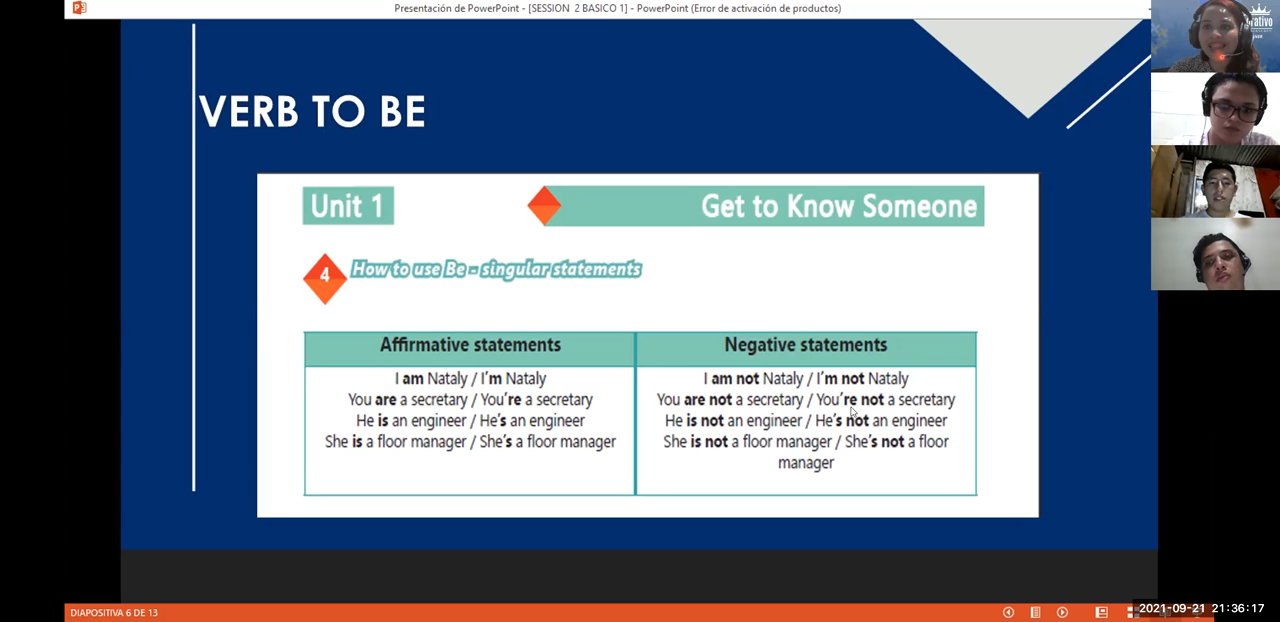 Presentación de PowerPoint - [SESSION 2 BASICO 1] - PowerPoint (Error de activación de productos)
VERB TO BE
Unit 1
Get to Know Someone
4
How to use Be - singular statements
Affirmative statements
I am Nataly / I'm Nataly
You are a secretary / You're a secretary
He is an engineer / He's an engineer
She is a floor manager / She's a floor manager
Negative statements
I am not Nataly / I'm not Nataly
You are not a secretary / You're not a secretary
He is not an engineer / He's not an engineer
She is not a floor manager / She's not a floor
manager
DIAPOSITIVA 6 DE 13
2021-09-21 21:36:17